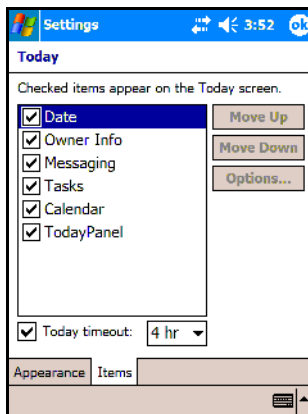 Settings 3:52 ok
Today
Checked items appear on the Today screen.
Date
Owner Info
Messaging
Tasks
Calendar
TodayPanel
Move Up
Move Down
Options...
Today timeout: 4 hr
Appearance Items